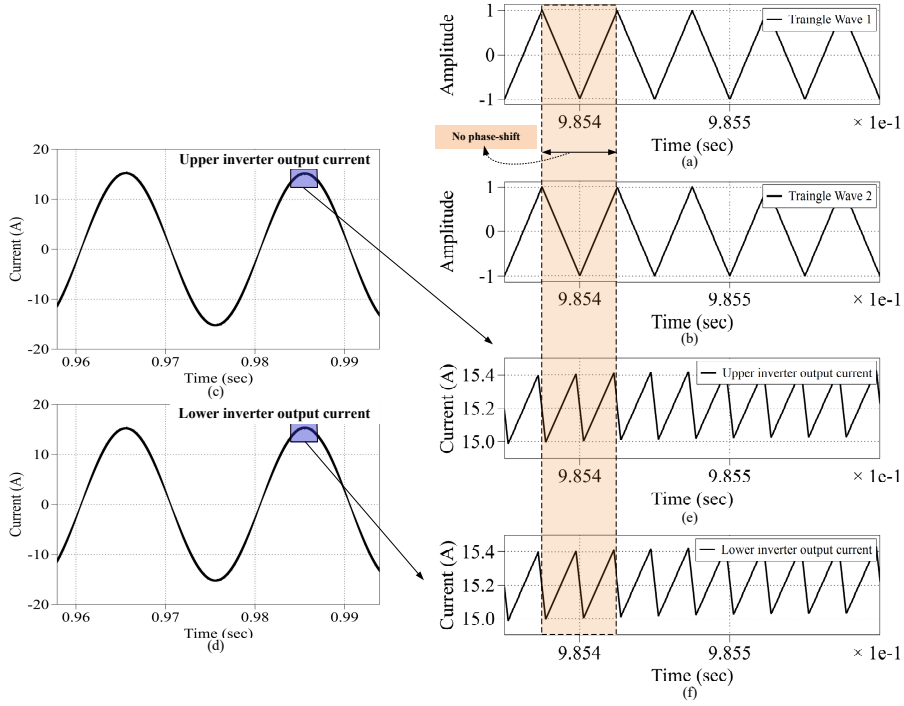 1
0
-1
Amplitude
Traingle Wave 1
9.854
9.855
× 1e-1
Time (sec)
(a)
No phase-shift
1
0
-1
Amplitude
Traingle Wave 2
9.854
9.855
× 1e-1
Time (sec)
(b)
20
10
0
-10
-20
Current (A)
Upper inverter output current
0.96
0.97
0.98
0.99
Time (sec)
(c)
20
10
0
-10
-20
Current (A)
Lower inverter output current
0.96
0.97
0.98
0.99
Time (sec)
(d)
15.4
15.2
15.0
Current (A)
Upper inverter output current
9.854
9.855
× 1e-1
Time (sec)
(e)
15.4
15.2
15.0
Current (A)
Lower inverter output current
9.854
9.855
× 1e-1
Time (sec)
(f)